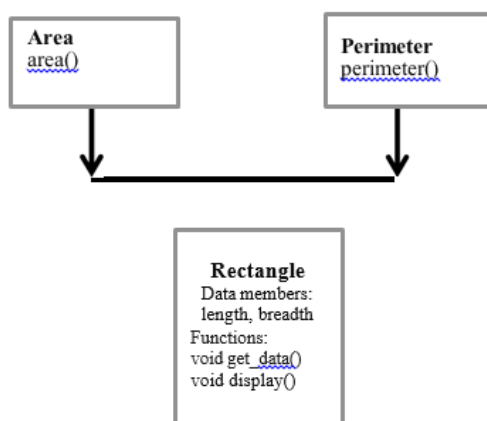 Area
area()
Perimeter
perimeter()
Rectangle
Data members:
length, breadth
Functions:
void get_data()
void display()